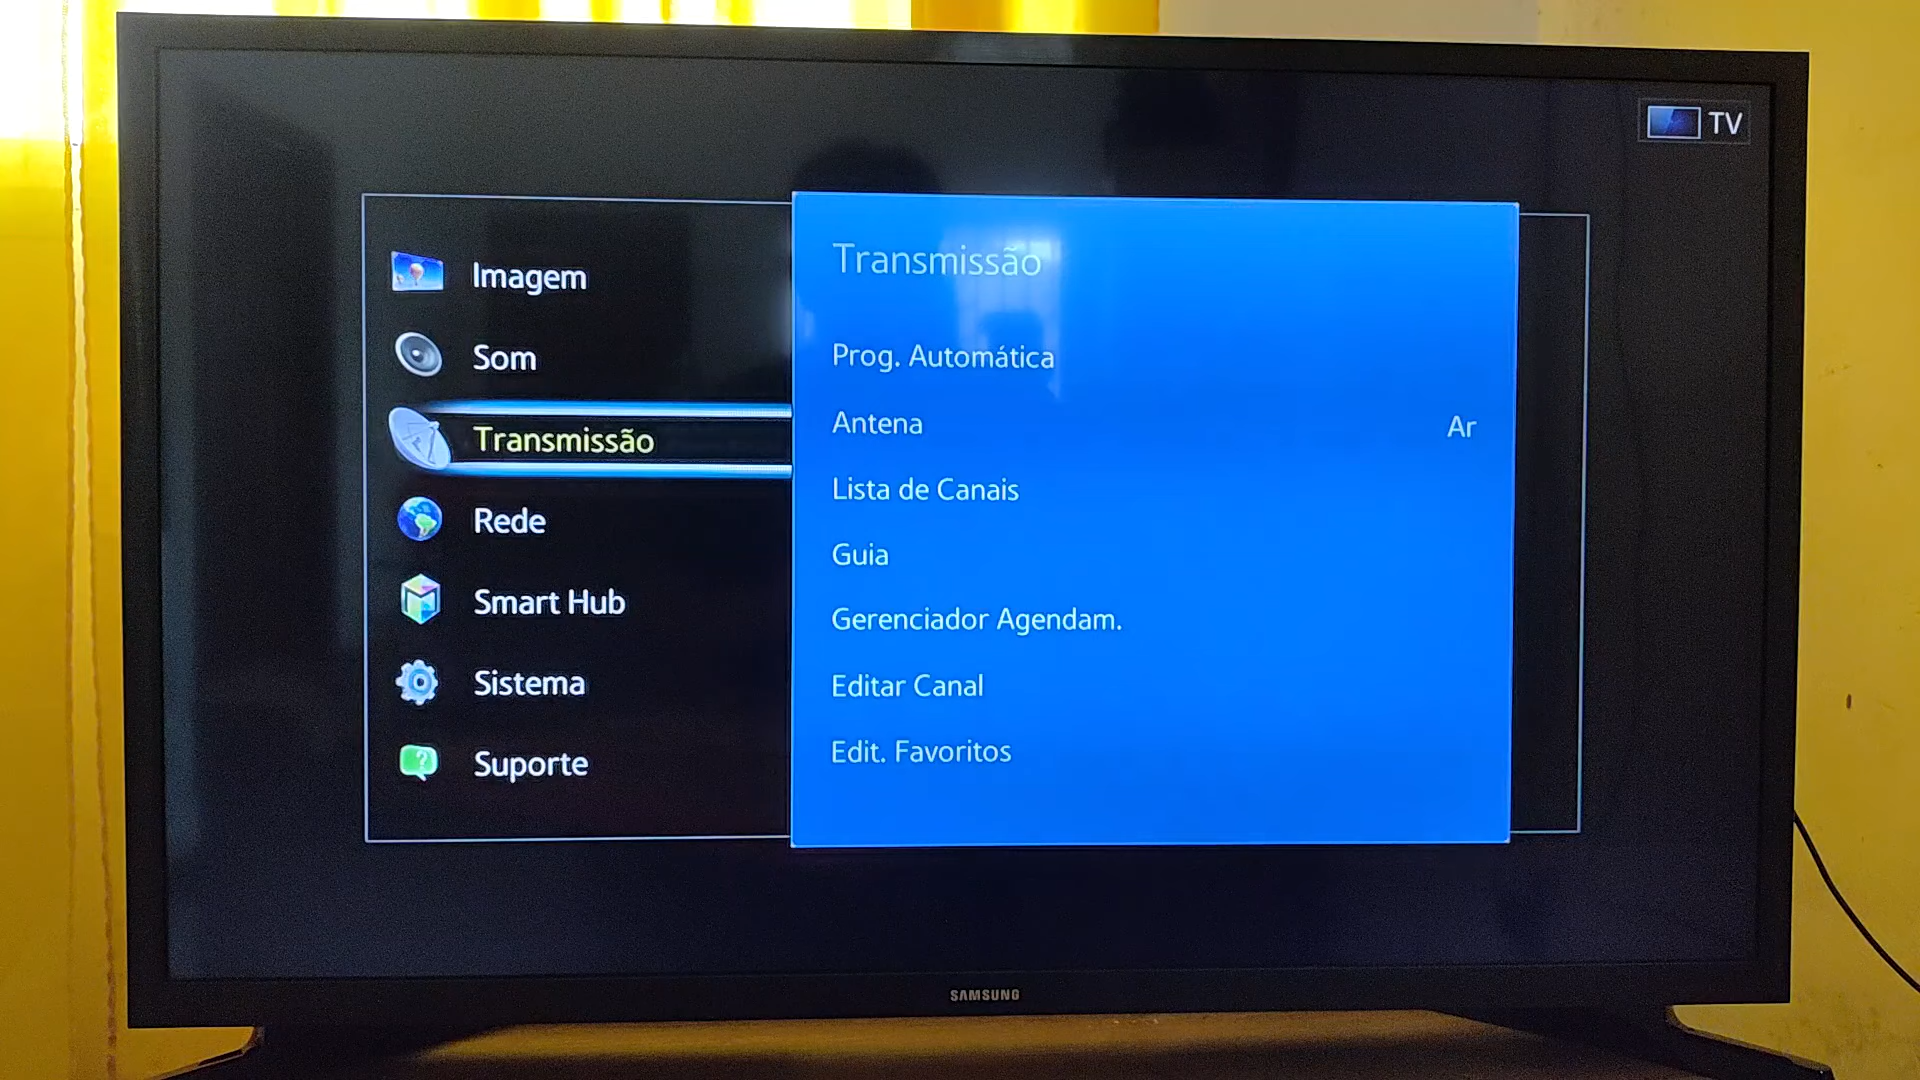 TV
Imagem
Som
Transmissão
Rede
Smart Hub
Sistema
Suporte
Transmissão
Prog. Automática
Antena Ar
Lista de Canais
Guia
Gerenciador Agendam.
Editar Canal
Edit. Favoritos
SAMSUNG